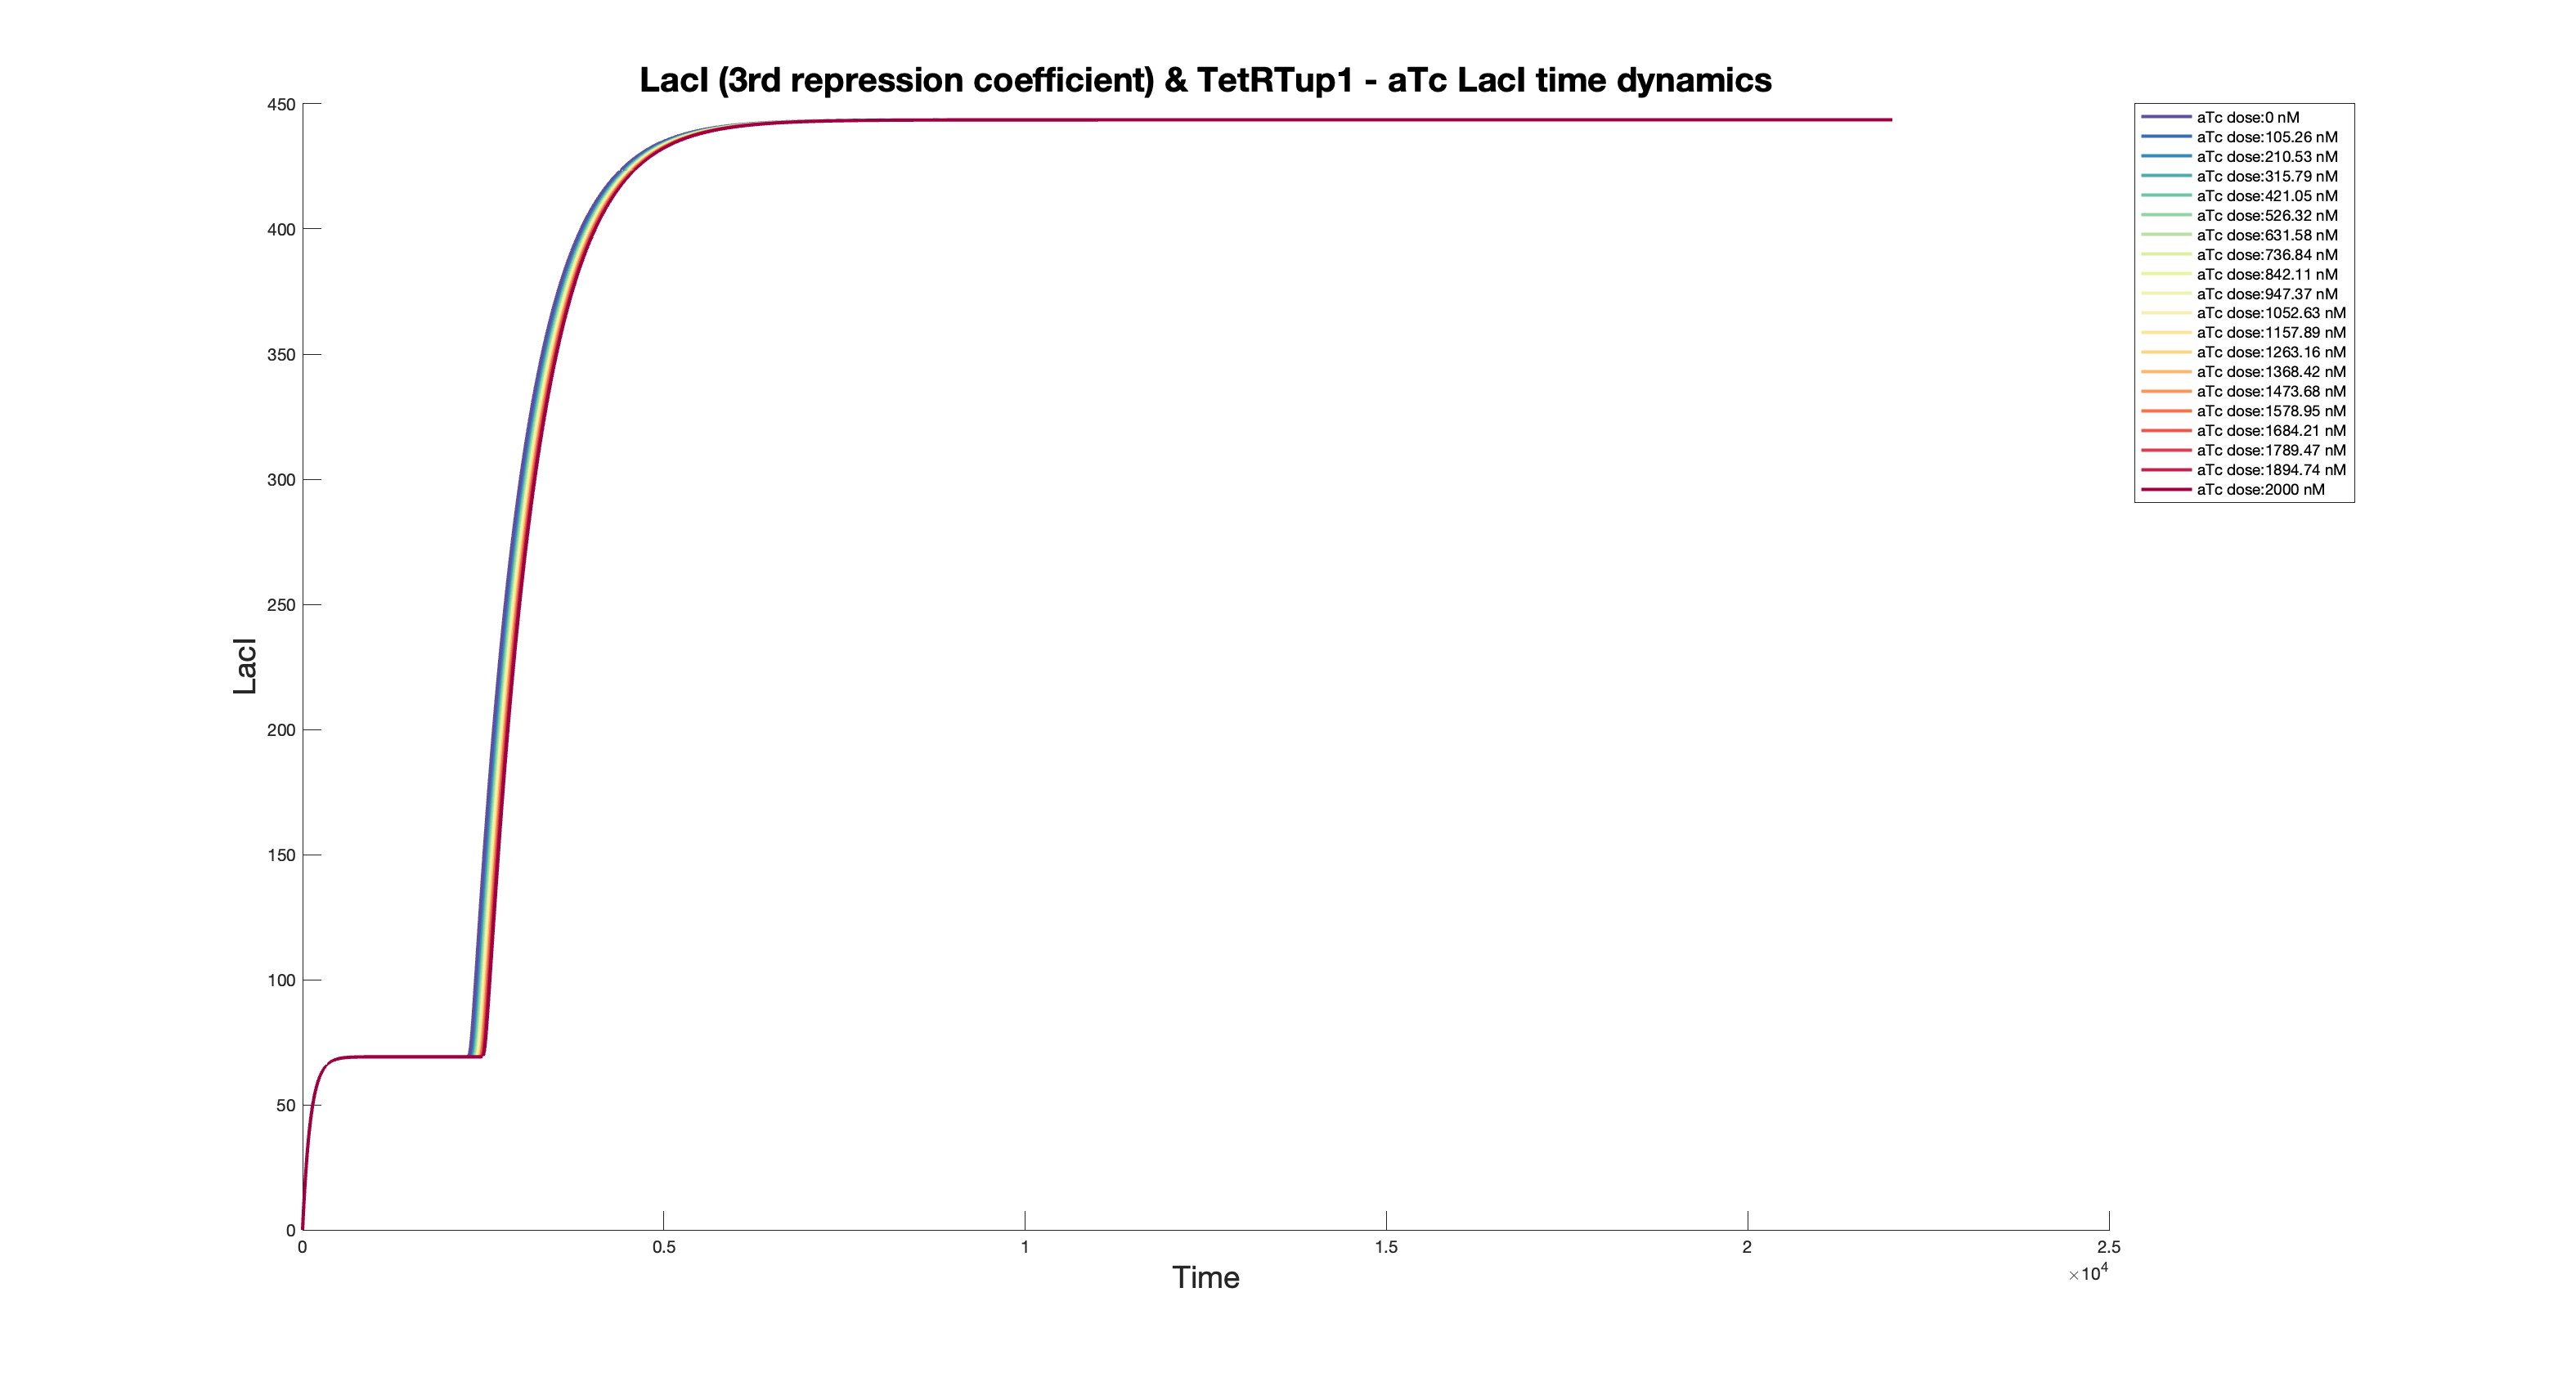 LacI (3rd repression coefficient) & TetRTup1 - aTc LacI time dynamics
450
400
350
300
250
200
150
100
50
0
LacI
0
0.5
1
1.5
2
2.5
×10⁴
Time
aTc dose:0 nM
aTc dose:105.26 nM
aTc dose:210.53 nM
aTc dose:315.79 nM
aTc dose:421.05 nM
aTc dose:526.32 nM
aTc dose:631.58 nM
aTc dose:736.84 nM
aTc dose:842.11 nM
aTc dose:947.37 nM
aTc dose:1052.63 nM
aTc dose:1157.89 nM
aTc dose:1263.16 nM
aTc dose:1368.42 nM
aTc dose:1473.68 nM
aTc dose:1578.95 nM
aTc dose:1684.21 nM
aTc dose:1789.47 nM
aTc dose:1894.74 nM
aTc dose:2000 nM